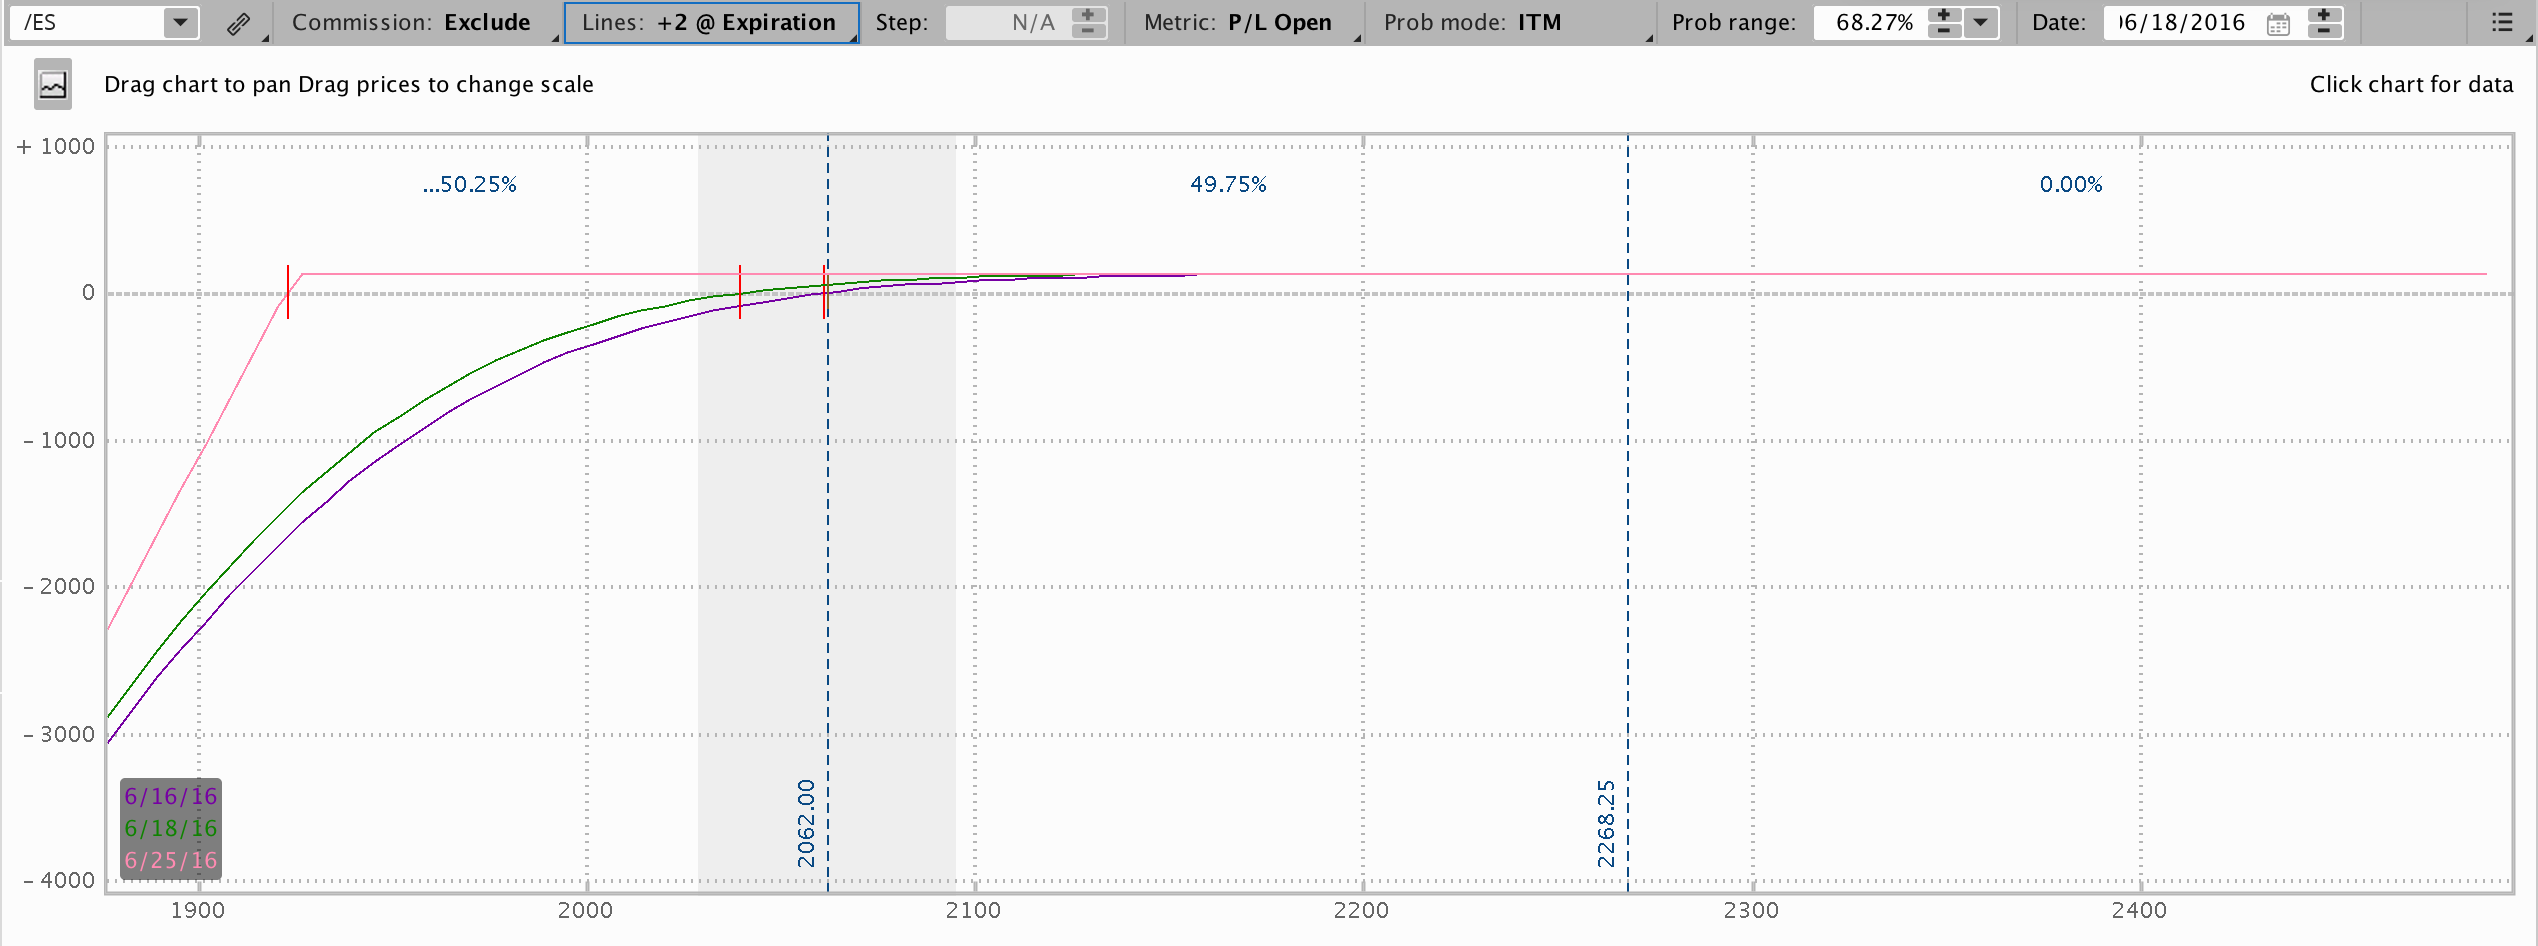 /ES Commission: Exclude Lines: +2 @ Expiration Step: N/A Metric: P/L Open Prob mode: ITM Prob range: 68.27% Date: 06/18/2016
Drag chart to pan Drag prices to change scale Click chart for data
+ 1000
...50.25% 49.75% 0.00%
0
- 1000
- 2000
- 3000
- 4000
2062.00
2268.25
6/16/16
6/18/16
6/25/16
1900 2000 2100 2200 2300 2400